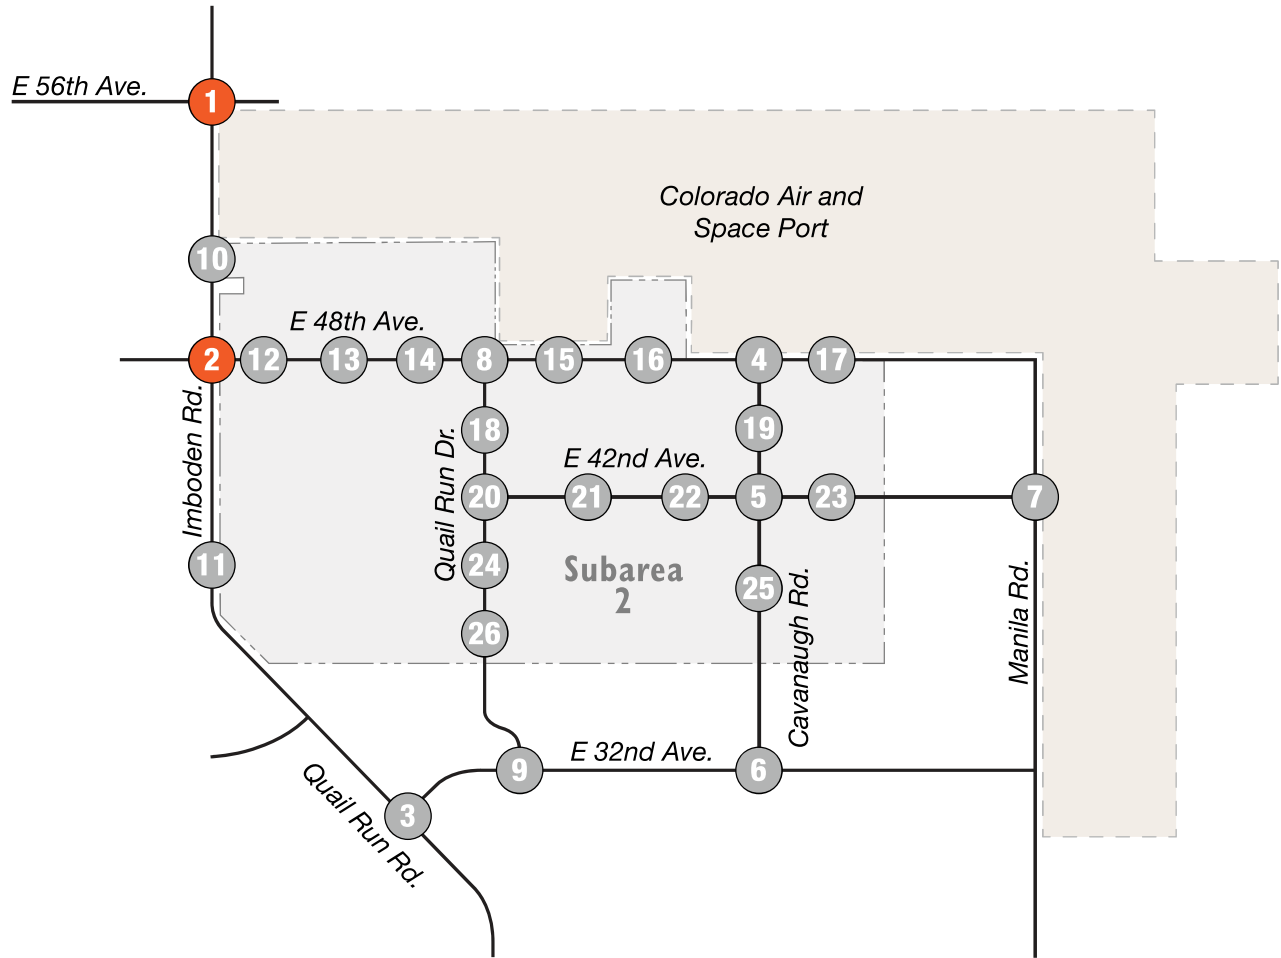 E 56th Ave.
1
Colorado Air and
Space Port
10
E 48th Ave.
2
12
13
14
8
15
16
4
17
Imboden Rd.
Quail Run Dr.
18
19
E 42nd Ave.
20
21
22
5
23
7
11
24
Subarea
2
25
Cavanaugh Rd.
Manila Rd.
26
E 32nd Ave.
9
6
Quail Run Rd.
3